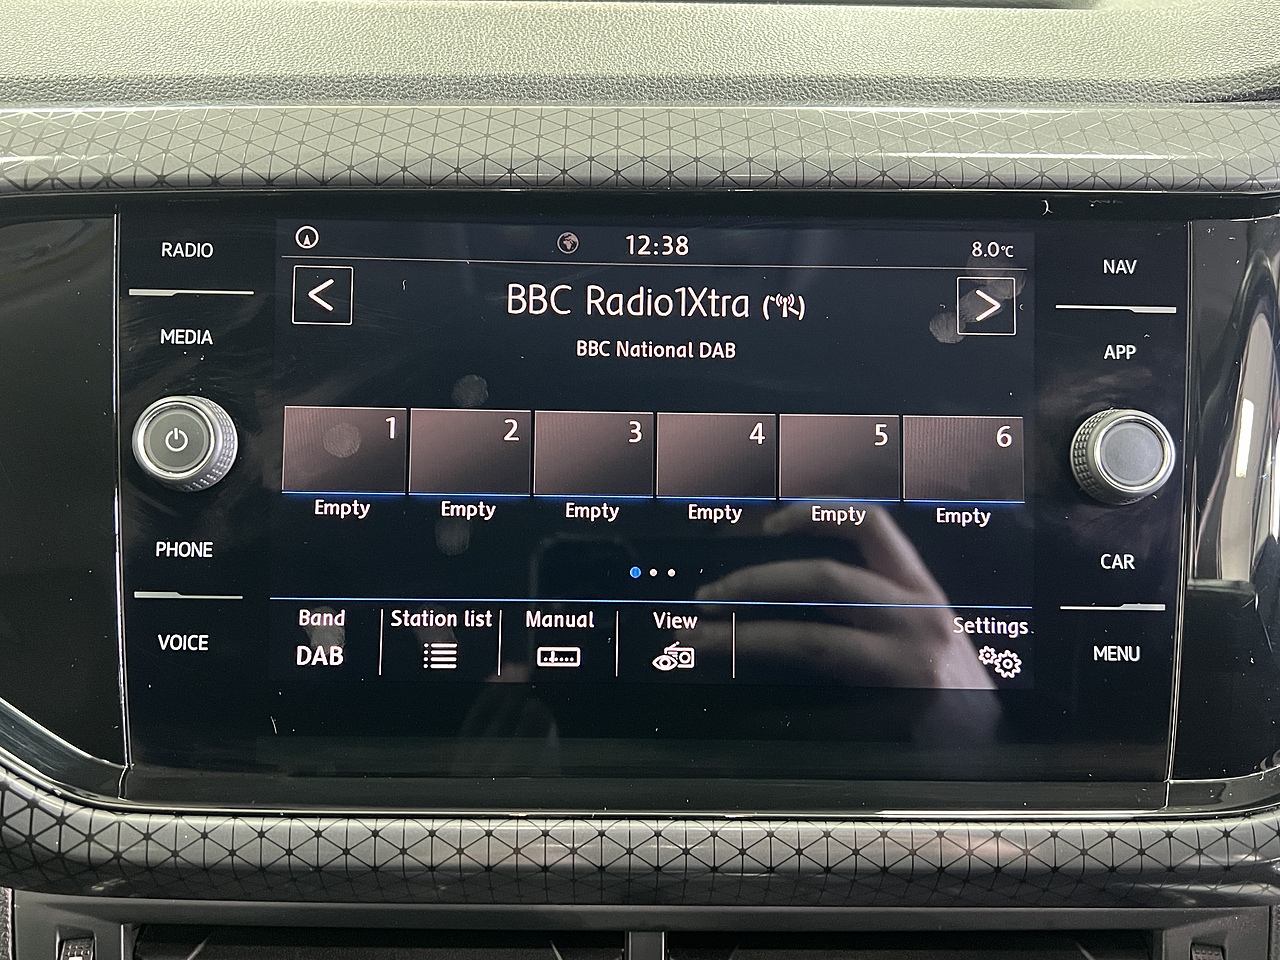 RADIO
MEDIA
PHONE
VOICE
12:38
8.0°C
BBC Radio1Xtra
BBC National DAB
1 2 3 4 5 6
Empty Empty Empty Empty Empty Empty
Band Station list Manual View Settings
DAB
NAV
APP
CAR
MENU